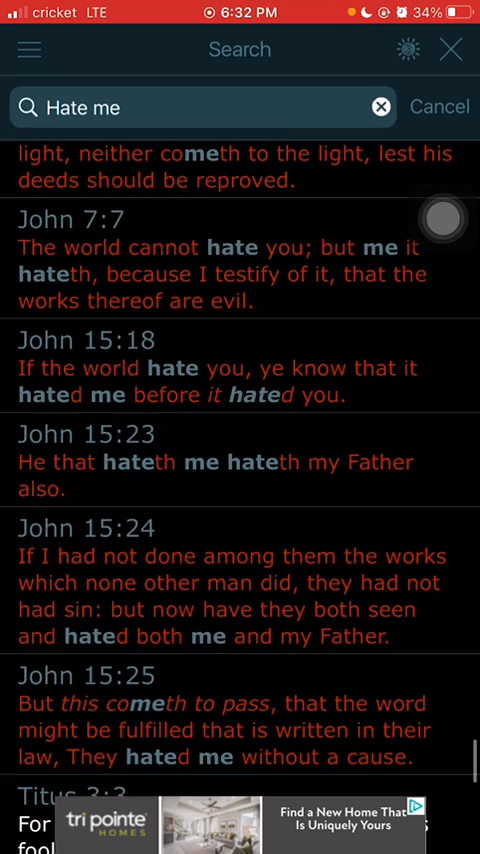 cricket LTE 6:32 PM 34%
Search
Hate me Cancel
light, neither cometh to the light, lest his
deeds should be reproved.
John 7:7
The world cannot hate you; but me it
hateth, because I testify of it, that the
works thereof are evil.
John 15:18
If the world hate you, ye know that it
hated me before it hated you.
John 15:23
He that hateth me hateth my Father
also.
John 15:24
If I had not done among them the works
which none other man did, they had not
had sin: but now have they both seen
and hated both me and my Father.
John 15:25
But this cometh to pass, that the word
might be fulfilled that is written in their
law, They hated me without a cause.
Titus 3:3
For
tri pointe
HOMES
Find a New Home That
Is Uniquely Yours